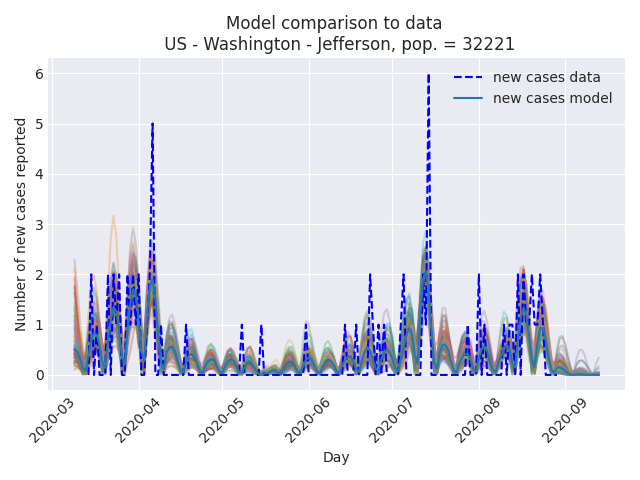 Model comparison to data
US - Washington - Jefferson, pop. = 32221
new cases data
new cases model
Number of new cases reported
6
5
4
3
2
1
0
2020-03
2020-04
2020-05
2020-06
2020-07
2020-08
2020-09
Day